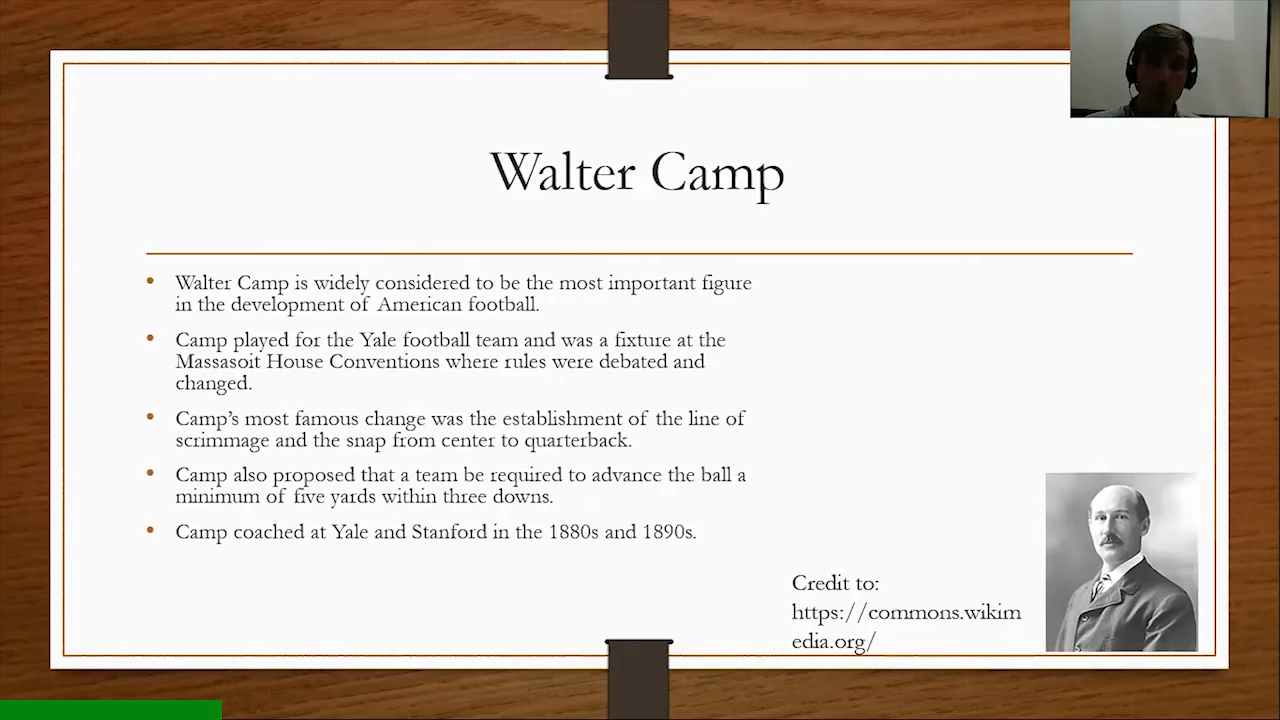 Walter Camp
• Walter Camp is widely considered to be the most important figure
in the development of American football.
• Camp played for the Yale football team and was a fixture at the
Massasoit House Conventions where rules were debated and
changed.
• Camp's most famous change was the establishment of the line of
scrimmage and the snap from center to quarterback.
• Camp also proposed that a team be required to advance the ball a
minimum of five yards within three downs.
• Camp coached at Yale and Stanford in the 1880s and 1890s.
Credit to:
https://commons.wikim
edia.org/